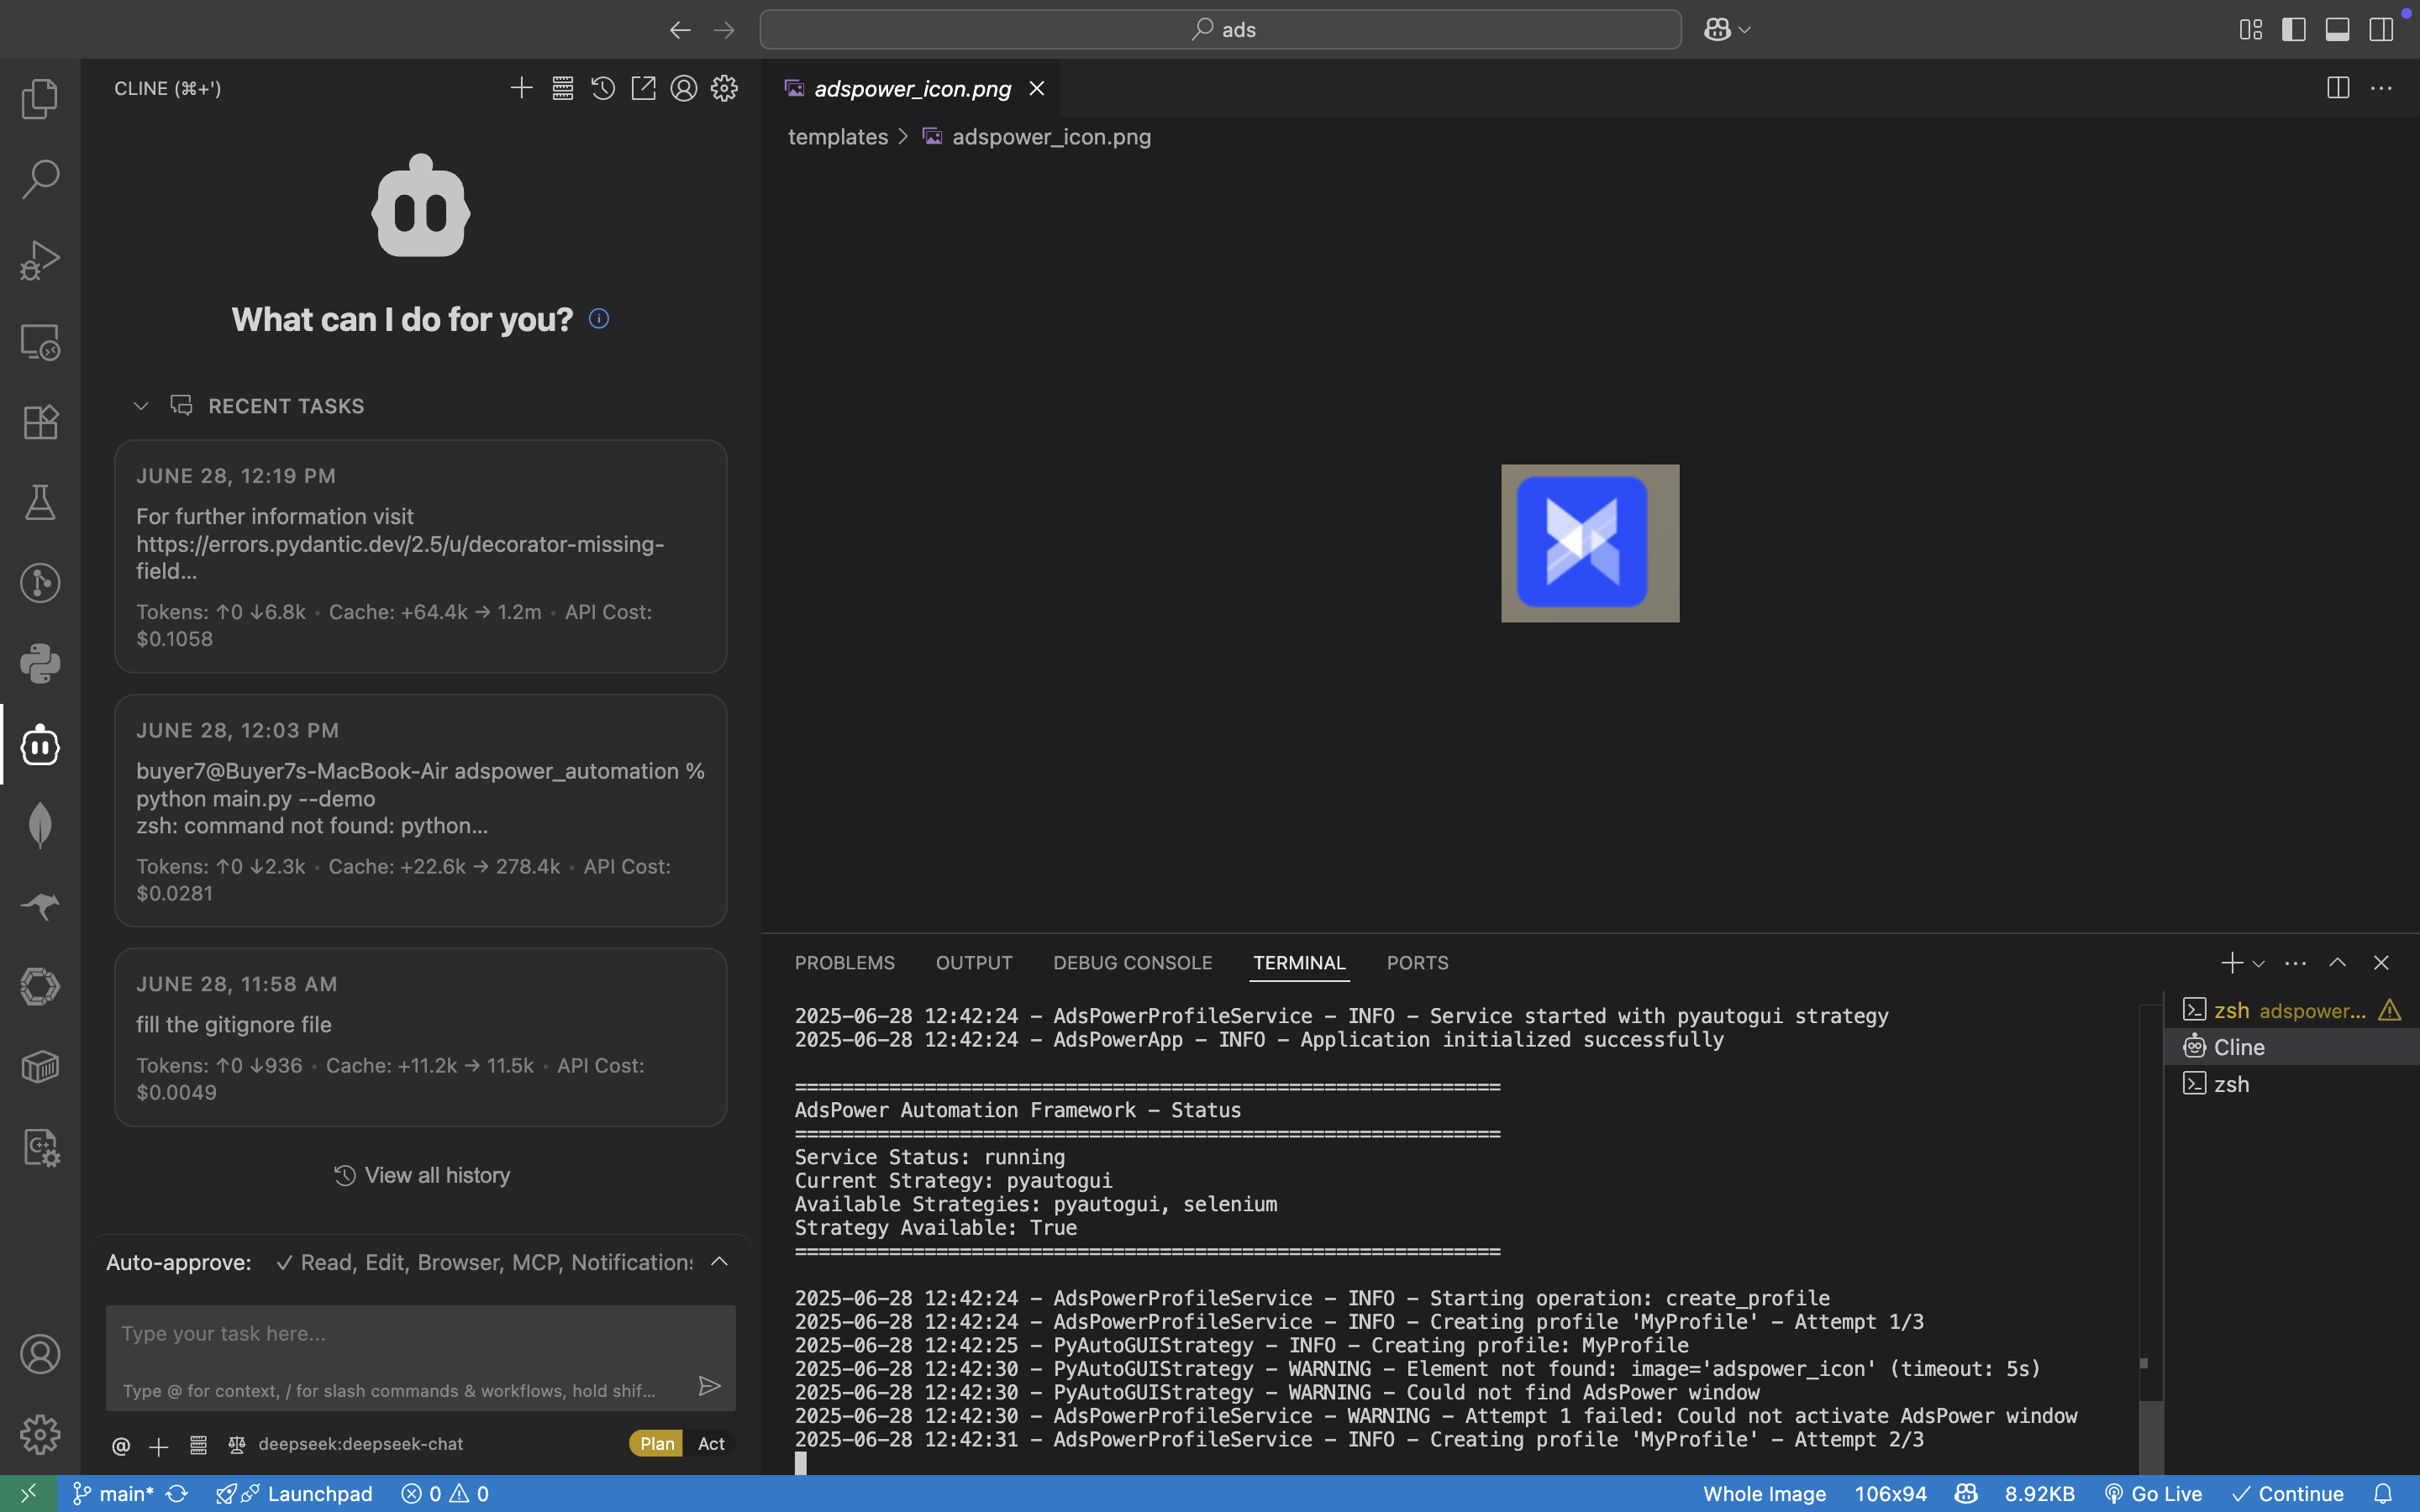 ads
CLINE (⌘+')
What can I do for you?
RECENT TASKS
JUNE 28, 12:19 PM
For further information visit
https://errors.pydantic.dev/2.5/u/decorator-missing-
field...
Tokens: ↑0 ↓6.8k • Cache: +64.4k → 1.2m • API Cost:
$0.1058
JUNE 28, 12:03 PM
buyer7@Buyer7s-MacBook-Air adspower_automation %
python main.py --demo
zsh: command not found: python...
Tokens: ↑0 ↓2.3k • Cache: +22.6k → 278.4k • API Cost:
$0.0281
JUNE 28, 11:58 AM
fill the gitignore file
Tokens: ↑0 ↓936 • Cache: +11.2k → 11.5k • API Cost:
$0.0049
View all history
Auto-approve: ✓ Read, Edit, Browser, MCP, Notifications
Type your task here...
Type @ for context, / for slash commands & workflows, hold shif...
@ + deepseek:deepseek-chat Plan Act
adspower_icon.png
templates > adspower_icon.png
PROBLEMS OUTPUT DEBUG CONSOLE TERMINAL PORTS
2025-06-28 12:42:24 - AdsPowerProfileService - INFO - Service started with pyautogui strategy
2025-06-28 12:42:24 - AdsPowerApp - INFO - Application initialized successfully
============================================================
AdsPower Automation Framework - Status
============================================================
Service Status: running
Current Strategy: pyautogui
Available Strategies: pyautogui, selenium
Strategy Available: True
============================================================
2025-06-28 12:42:24 - AdsPowerProfileService - INFO - Starting operation: create_profile
2025-06-28 12:42:24 - AdsPowerProfileService - INFO - Creating profile 'MyProfile' - Attempt 1/3
2025-06-28 12:42:25 - PyAutoGUIStrategy - INFO - Creating profile: MyProfile
2025-06-28 12:42:30 - PyAutoGUIStrategy - WARNING - Element not found: image='adspower_icon' (timeout: 5s)
2025-06-28 12:42:30 - PyAutoGUIStrategy - WARNING - Could not find AdsPower window
2025-06-28 12:42:30 - AdsPowerProfileService - WARNING - Attempt 1 failed: Could not activate AdsPower window
2025-06-28 12:42:31 - AdsPowerProfileService - INFO - Creating profile 'MyProfile' - Attempt 2/3
zsh adspower...
Cline
zsh
main* Launchpad 0 0 Whole Image 106x94 8.92KB Go Live ✓ Continue